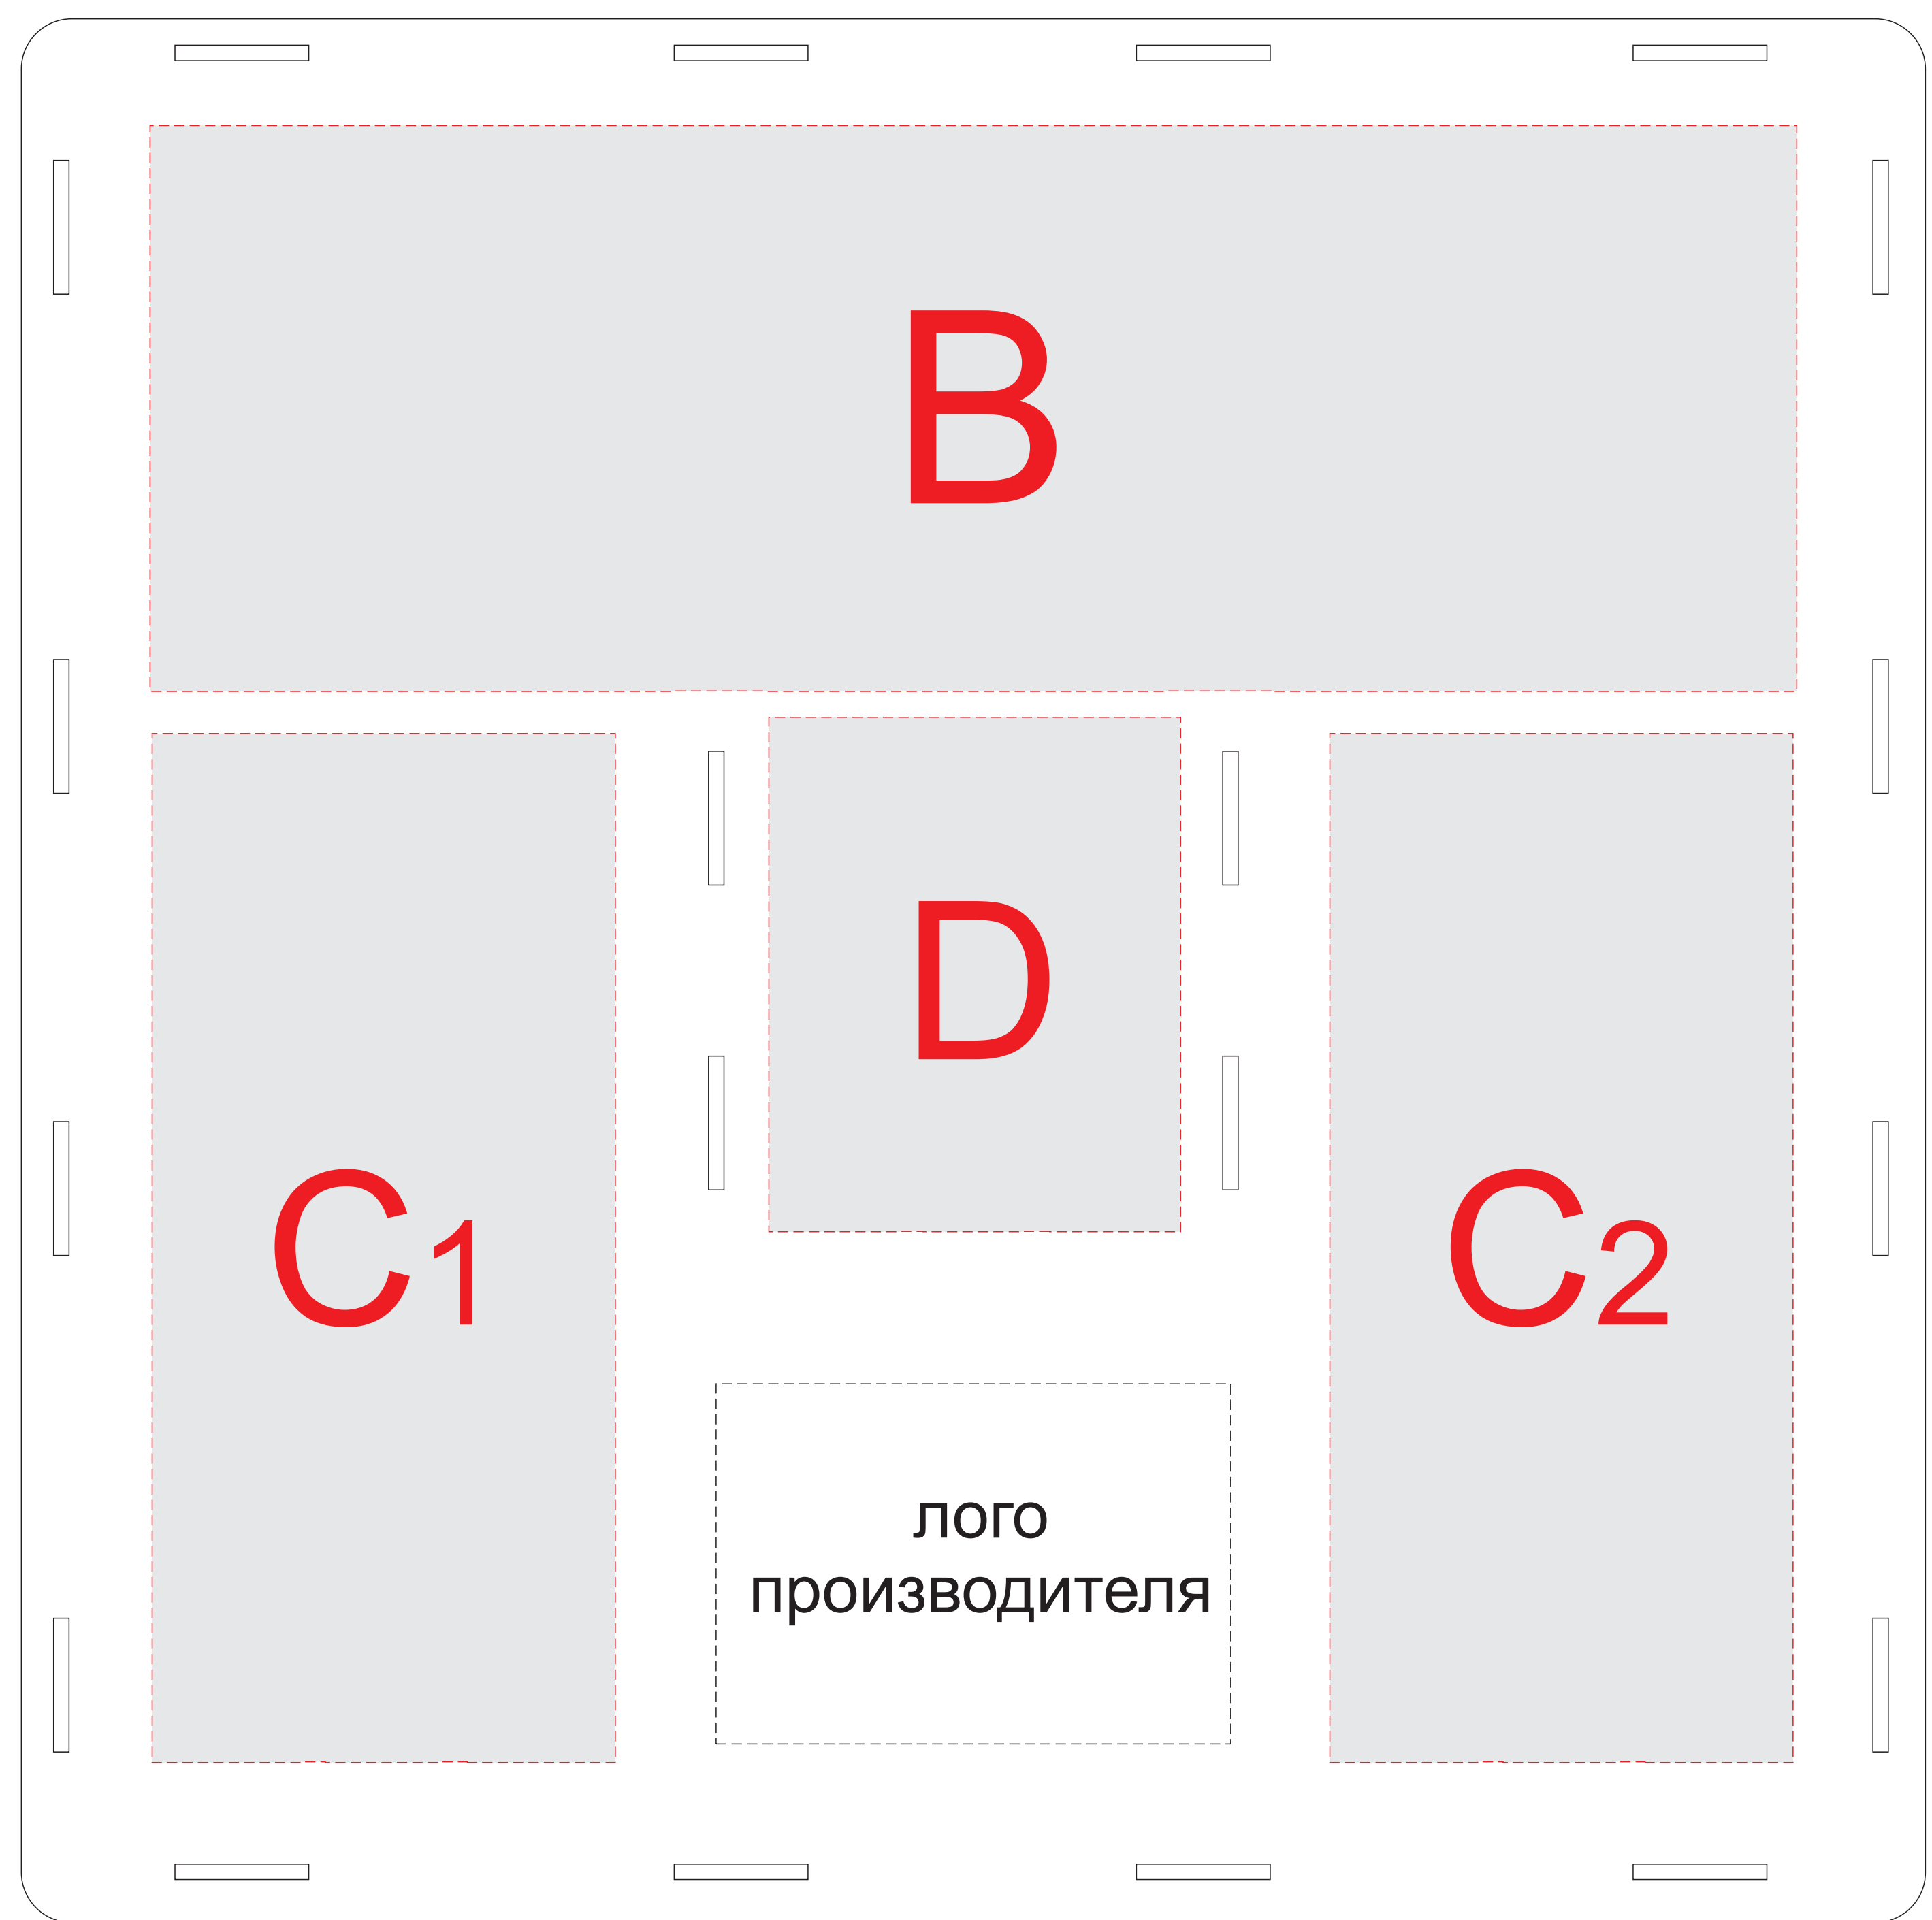 B
D
C1
C2
лого
производителя